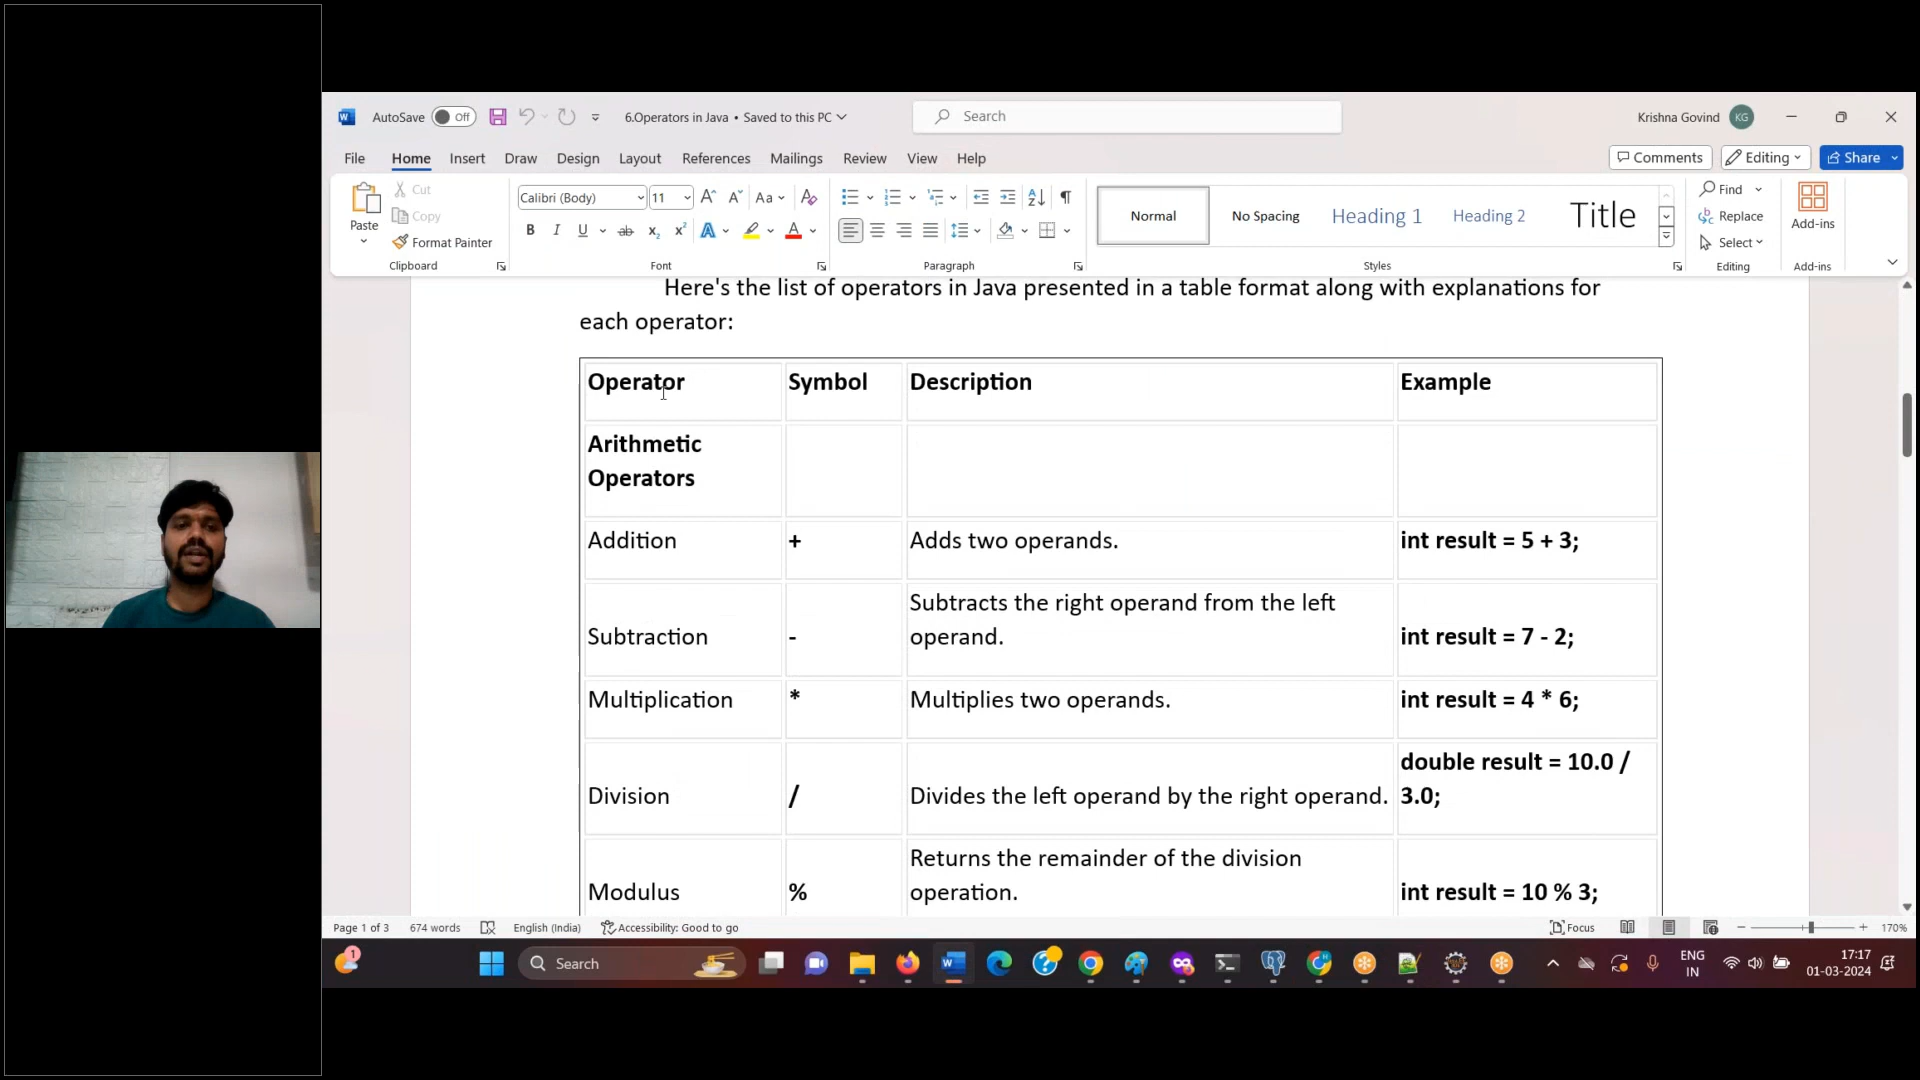 AutoSave Off 6.Operators in Java • Saved to this PC Search Krishna Govind KG
File Home Insert Draw Design Layout References Mailings Review View Help Comments Editing Share
Paste Cut Copy Format Painter Clipboard
Calibri (Body) 11 Font
Paragraph
Normal No Spacing Heading 1 Heading 2 Title Styles
Find Replace Select Editing
Add-ins Add-ins
Here's the list of operators in Java presented in a table format along with explanations for
each operator:
Operator Symbol Description Example
Arithmetic
Operators
Addition + Adds two operands. int result = 5 + 3;
Subtracts the right operand from the left
Subtraction - operand. int result = 7 - 2;
Multiplication * Multiplies two operands. int result = 4 * 6;
double result = 10.0 /
Division / Divides the left operand by the right operand. 3.0;
Returns the remainder of the division
Modulus % operation. int result = 10 % 3;
Page 1 of 3 674 words English (India) Accessibility: Good to go Focus 170%
1 Search ENG 17:17
IN 01-03-2024